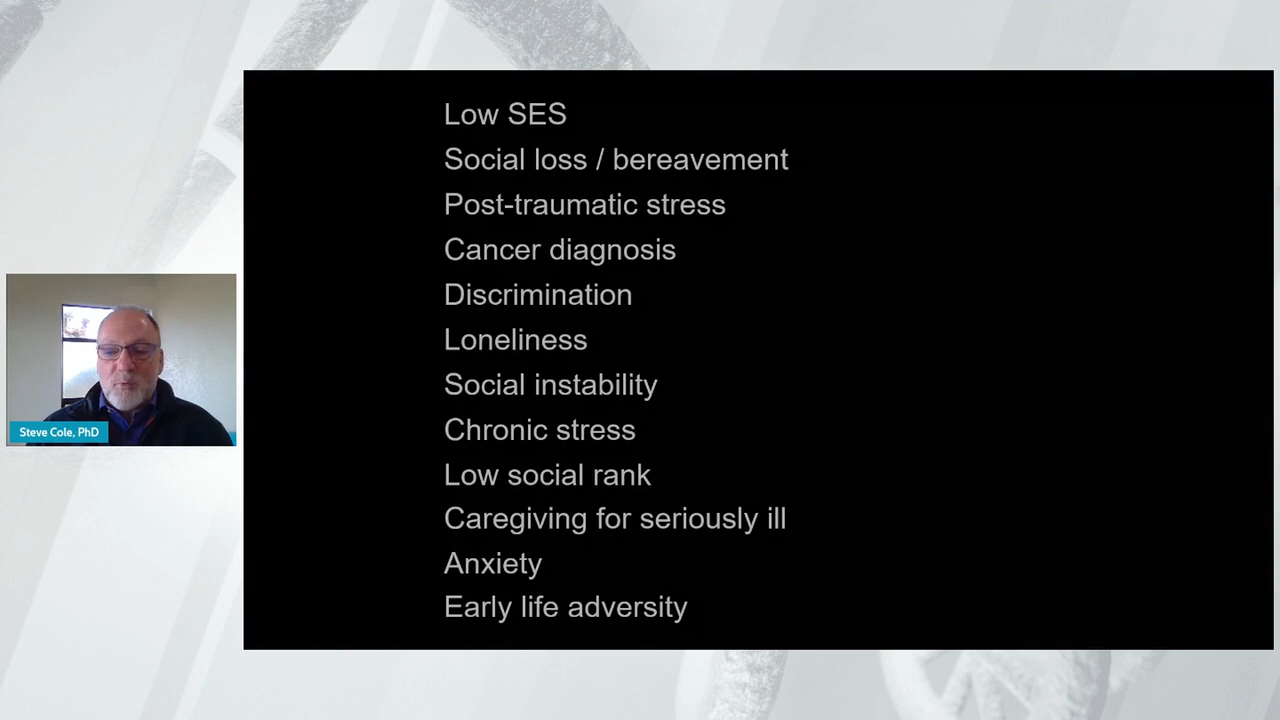 Low SES
Social loss / bereavement
Post-traumatic stress
Cancer diagnosis
Discrimination
Loneliness
Social instability
Chronic stress
Low social rank
Caregiving for seriously ill
Anxiety
Early life adversity
Steve Cole, PhD